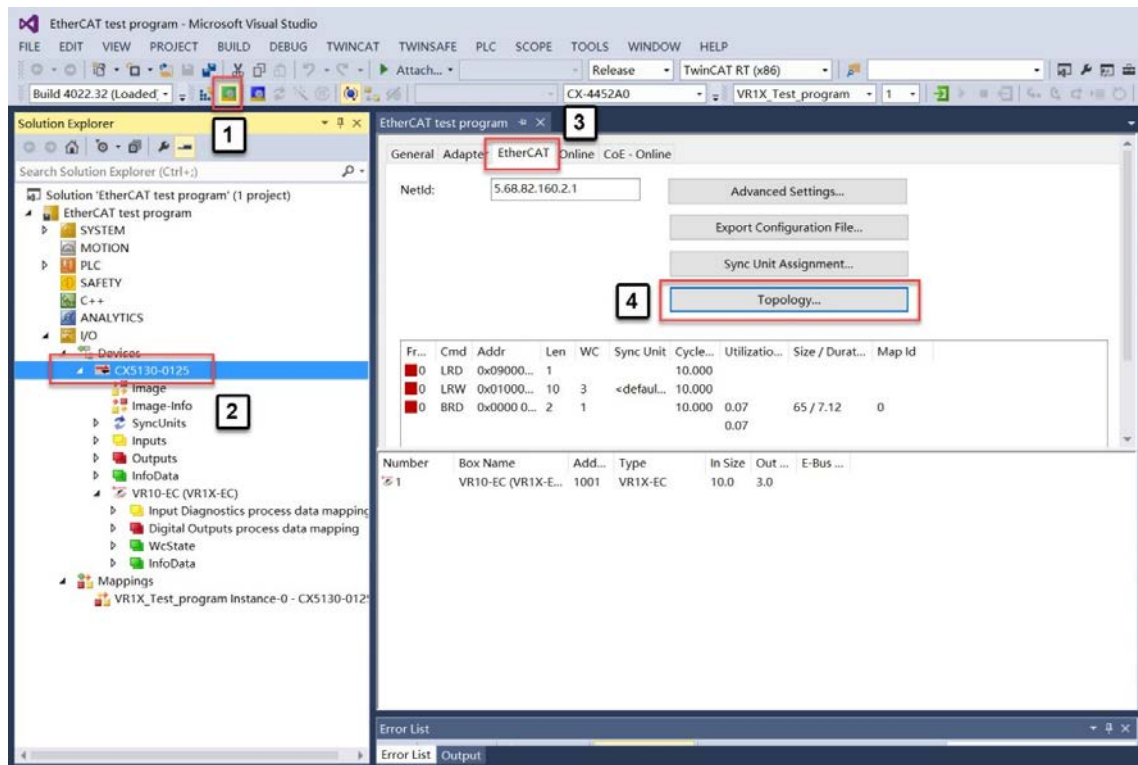 EtherCAT test program - Microsoft Visual Studio
FILE EDIT VIEW PROJECT BUILD DEBUG TWINCAT TWINSAFE PLC SCOPE TOOLS WINDOW HELP
Attach... Release TwinCAT RT (x86)
Build 4022.32 (Loaded) CX-4452A0 VR1X_Test_program 1
1
Solution Explorer
Search Solution Explorer (Ctrl+;)
Solution 'EtherCAT test program' (1 project)
EtherCAT test program
SYSTEM
MOTION
PLC
SAFETY
C++
ANALYTICS
I/O
Devices
CX5130-0125
Image
Image-Info
2
SyncUnits
Inputs
Outputs
InfoData
VR10-EC (VR1X-EC)
Input Diagnostics process data mapping
Digital Outputs process data mapping
WcState
InfoData
Mappings
VR1X_Test_program Instance-0 - CX5130-012
EtherCAT test program
3
General Adapter EtherCAT Online CoE - Online
NetId: 5.68.82.160.2.1
Advanced Settings...
Export Configuration File...
Sync Unit Assignment...
4 Topology...
Fr... Cmd Addr Len WC Sync Unit Cycle... Utilizatio... Size / Durat... Map Id
0 LRD 0x09000... 1 10.000
0 LRW 0x01000... 10 3 <defaul... 10.000
0 BRD 0x0000 0... 2 1 10.000 0.07 65 / 7.12 0
0.07
Number Box Name Add... Type In Size Out ... E-Bus ...
1 VR10-EC (VR1X-E... 1001 VR1X-EC 10.0 3.0
Error List
Error List Output